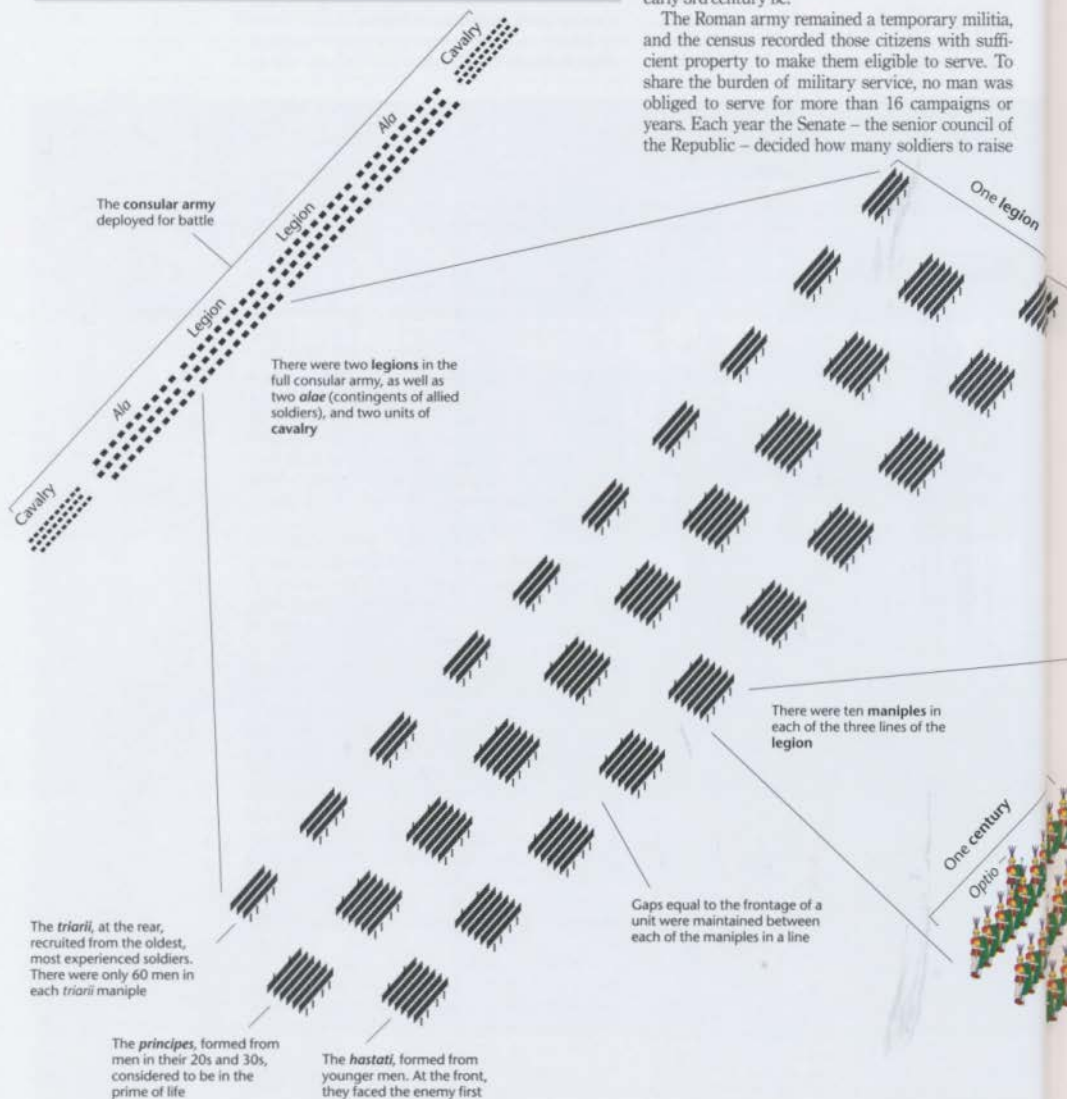 early 3rd century BC.
The Roman army remained a temporary militia,
and the census recorded those citizens with suffi-
cient property to make them eligible to serve. To
share the burden of military service, no man was
obliged to serve for more than 16 campaigns or
years. Each year the Senate – the senior council of
the Republic – decided how many soldiers to raise
Cavalry
Ala
Legion
Legion
Ala
Cavalry
The consular army
deployed for battle
One legion
There were two legions in the
full consular army, as well as
two alae (contingents of allied
soldiers), and two units of
cavalry
There were ten maniples in
each of the three lines of the
legion
One century
Optio –
Gaps equal to the frontage of a
unit were maintained between
each of the maniples in a line
The triarii, at the rear,
recruited from the oldest,
most experienced soldiers.
There were only 60 men in
each triarii maniple
The principes, formed from
men in their 20s and 30s,
considered to be in the
prime of life
The hastati, formed from
younger men. At the front,
they faced the enemy first